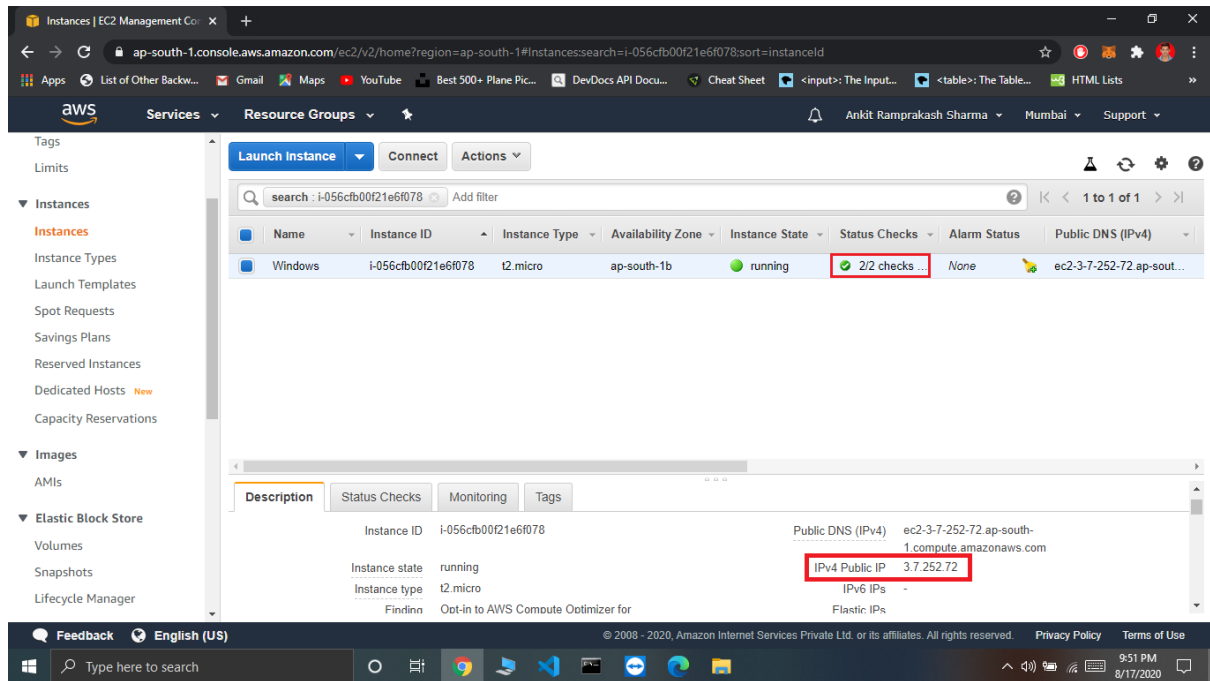 Instances | EC2 Management Cor
ap-south-1.console.aws.amazon.com/ec2/v2/home?region=ap-south-1#Instances:search=i-056cfb00f21e6f078;sort=instanceId
Apps List of Other Backw... Gmail Maps YouTube Best 500+ Plane Pic... DevDocs API Docu... Cheat Sheet <input>: The Input... <table>: The Table... HTML Lists »
aws Services Resource Groups Ankit Ramprakash Sharma Mumbai Support
Tags
Limits
Instances
Instances
Instance Types
Launch Templates
Spot Requests
Savings Plans
Reserved Instances
Dedicated Hosts New
Capacity Reservations
Images
AMIs
Elastic Block Store
Volumes
Snapshots
Lifecycle Manager
Launch Instance Connect Actions
search : i-056cfb00f21e6f078 Add filter 1 to 1 of 1
Name Instance ID Instance Type Availability Zone Instance State Status Checks Alarm Status Public DNS (IPv4)
Windows i-056cfb00f21e6f078 t2.micro ap-south-1b running 2/2 checks ... None ec2-3-7-252-72.ap-sout...
Description Status Checks Monitoring Tags
Instance ID i-056cfb00f21e6f078 Public DNS (IPv4) ec2-3-7-252-72.ap-south-
1.compute.amazonaws.com
Instance state running IPv4 Public IP 3.7.252.72
Instance type t2.micro IPv6 IPs -
Finding Opt-in to AWS Compute Optimizer for Elastic IPs
Feedback English (US) © 2008 - 2020, Amazon Internet Services Private Ltd. or its affiliates. All rights reserved. Privacy Policy Terms of Use
Type here to search 9:51 PM
8/17/2020